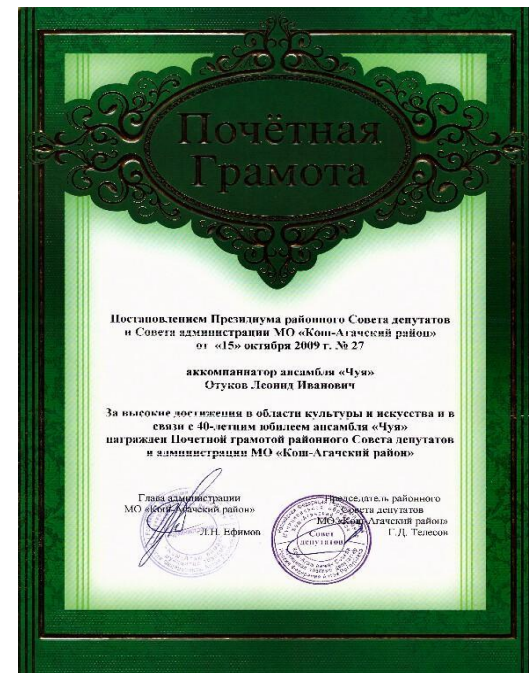 Почётная
Грамота
Постановлением Президиума районного Совета депутатов
и Совета администрации МО «Кош-Агачский район»
от «15» октября 2009 г. № 27
аккомпаниатор ансамбля «Чуя»
Отуков Леонид Иванович
За высокие достижения в области культуры и искусства и в
связи с 40-летним юбилеем ансамбля «Чуя»
награжден Почетной грамотой районного Совета депутатов
и администрации МО «Кош-Агачский район»
Глава администрации
МО «Кош-Агачский район»
Л.Н. Ефимов
Председатель районного
Совета депутатов
МО «Кош-Агачский район»
Г.Д. Телесов
Совет
депутатов